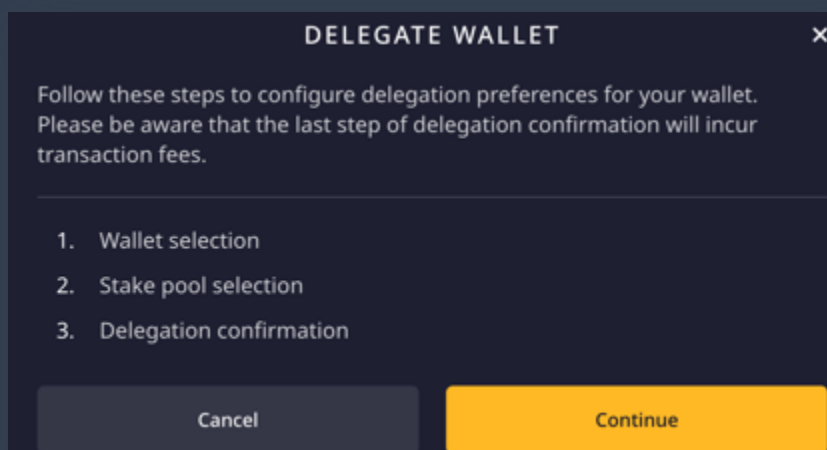 DELEGATE WALLET
Follow these steps to configure delegation preferences for your wallet.
Please be aware that the last step of delegation confirmation will incur
transaction fees.
1. Wallet selection
2. Stake pool selection
3. Delegation confirmation
Cancel Continue